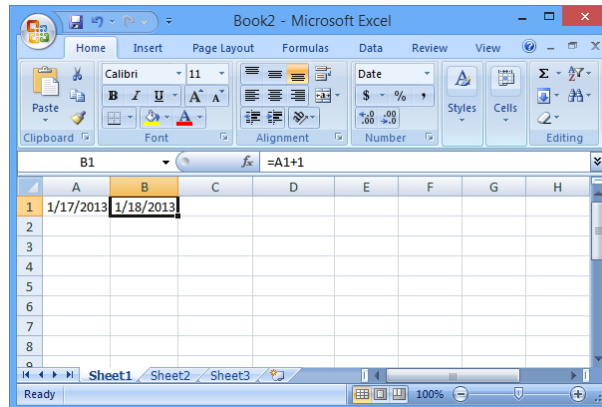 Book2 - Microsoft Excel
Home Insert Page Layout Formulas Data Review View
Calibri 11 Date
Paste B I U A A $ % , Styles Cells Σ
A .00 .00
Clipboard Font Alignment Number Editing
B1 fx =A1+1
A B C D E F G H
1 1/17/2013 1/18/2013
2
3
4
5
6
7
8
9
Sheet1 Sheet2 Sheet3
Ready 100%